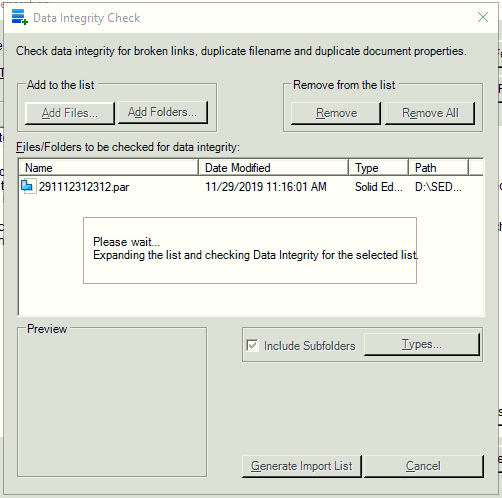 Data Integrity Check
Check data integrity for broken links, duplicate filename and duplicate document properties.
Add to the list
Add Files...
Add Folders...
Remove from the list
Remove
Remove All
Files/Folders to be checked for data integrity:
Name Date Modified Type Path
291112312312.par 11/29/2019 11:16:01 AM Solid Ed... D:\SED...
Please wait...
Expanding the list and checking Data Integrity for the selected list.
Preview
Include Subfolders
Types...
Generate Import List
Cancel